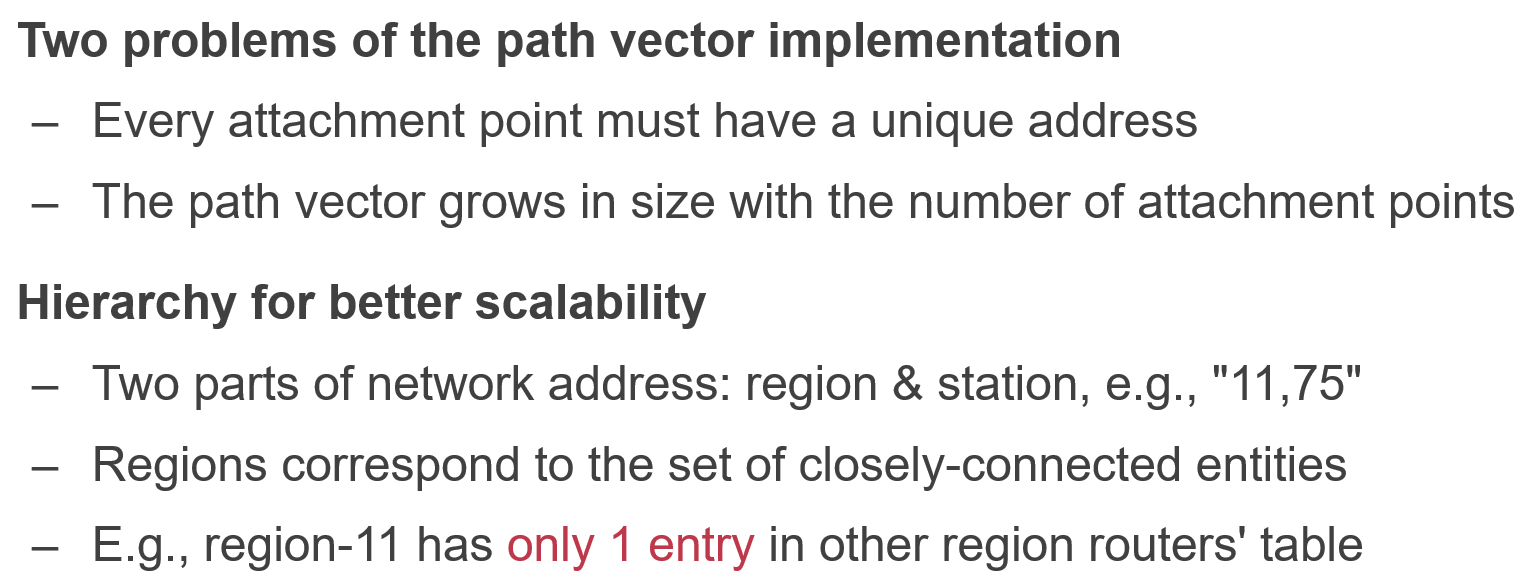 Two problems of the path vector implementation
– Every attachment point must have a unique address
– The path vector grows in size with the number of attachment points
Hierarchy for better scalability
– Two parts of network address: region & station, e.g., "11,75"
– Regions correspond to the set of closely-connected entities
– E.g., region-11 has only 1 entry in other region routers' table